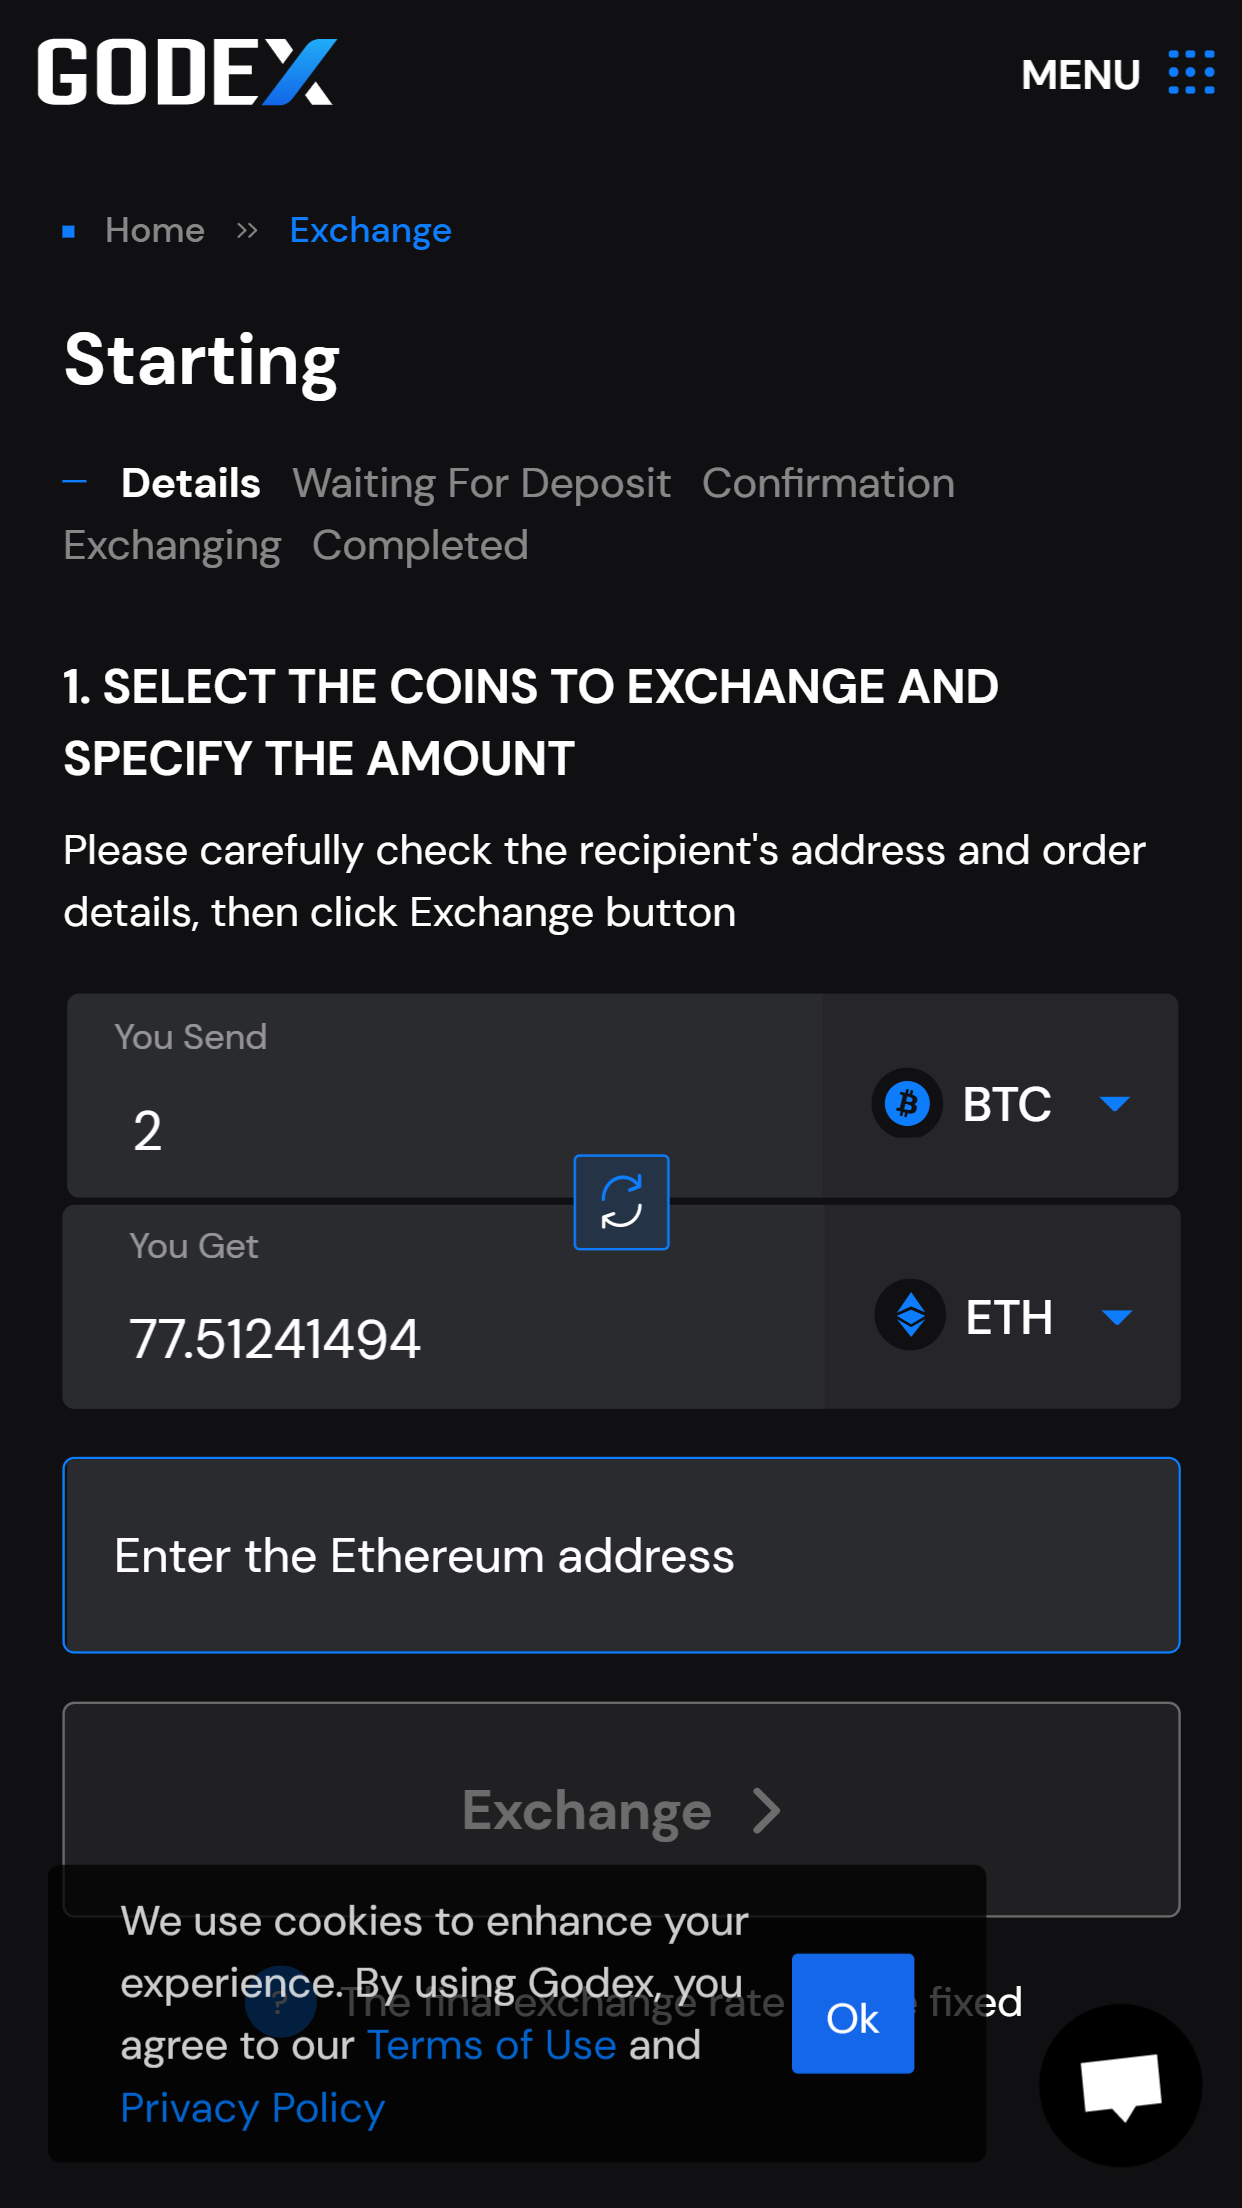 GODEX
MENU
Home » Exchange
Starting
Details Waiting For Deposit Confirmation
Exchanging Completed
1. SELECT THE COINS TO EXCHANGE AND
SPECIFY THE AMOUNT
Please carefully check the recipient's address and order
details, then click Exchange button
You Send
2
BTC
You Get
77.51241494
ETH
Enter the Ethereum address
Exchange
We use cookies to enhance your
experience. By using Godex, you
agree to our Terms of Use and
Privacy Policy
Ok
? The final exchange rate fixed